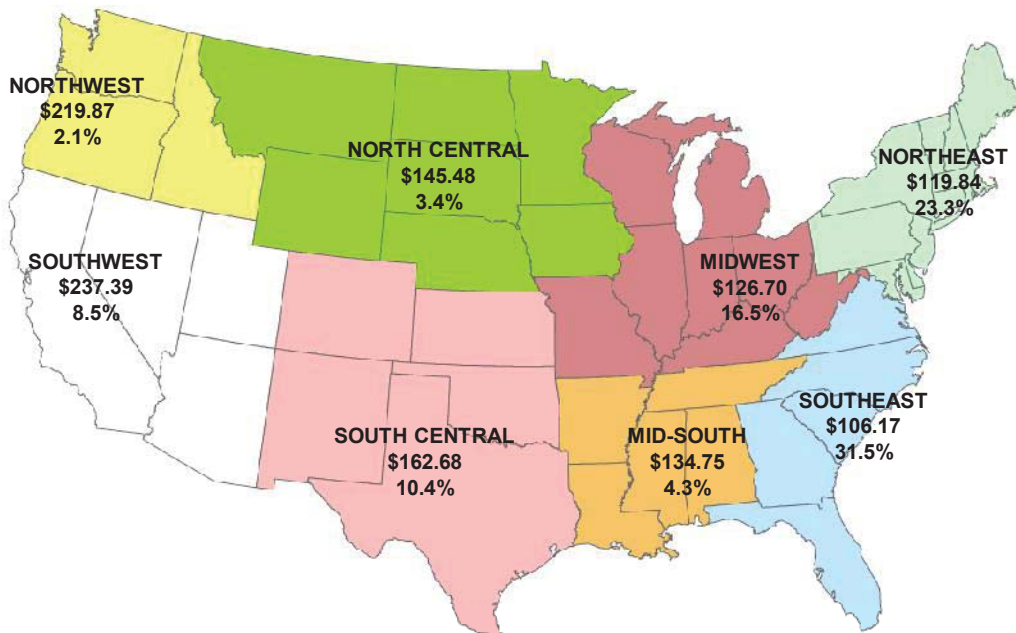 NORTHWEST
$219.87
2.1%
NORTH CENTRAL
$145.48
3.4%
NORTHEAST
$119.84
23.3%
SOUTHWEST
$237.39
8.5%
MIDWEST
$126.70
16.5%
SOUTHEAST
$106.17
31.5%
SOUTH CENTRAL
$162.68
10.4%
MID-SOUTH
$134.75
4.3%